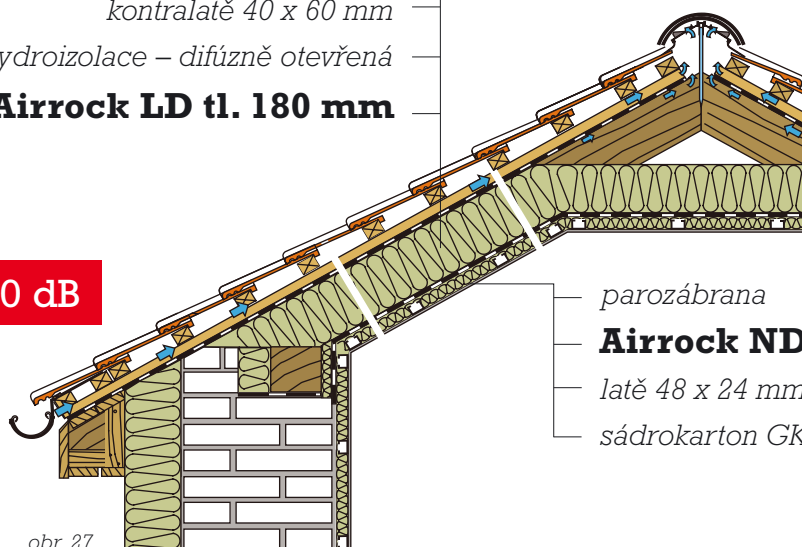 kontralatě 40 x 60 mm
ydroizolace – difúzně otevřená
Airrock LD tl. 180 mm
0 dB
parozábrana
Airrock ND
latě 48 x 24 mm
sádrokarton GK
obr. 27